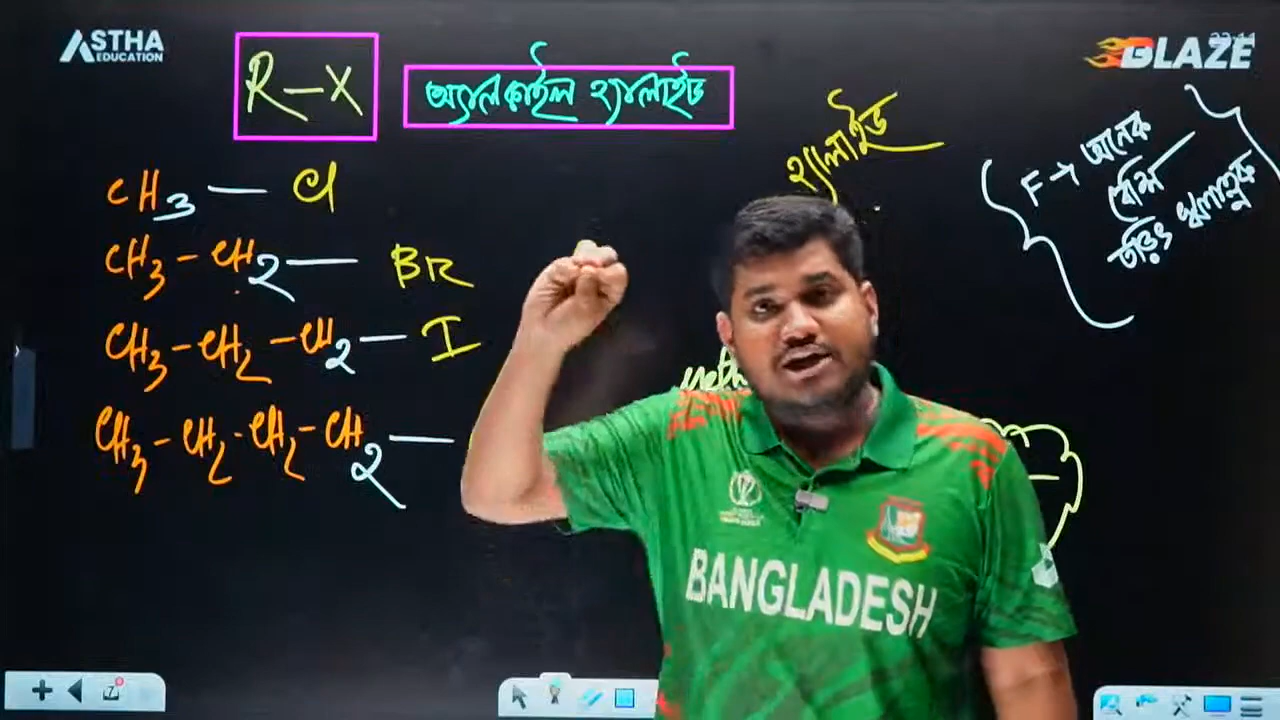 ASTHA
EDUCATION
BLAZE
R-X
অ্যালকাইল হ্যালাইড
হ্যালাইড
F → অনেক
বেশি
তড়িৎ ঋণাত্মক
CH3 — Cl
CH3 - CH2 — BR
CH3 - CH2 - CH2 — I
CH3 - CH2 - CH2 - CH2 —
BANGLADESH